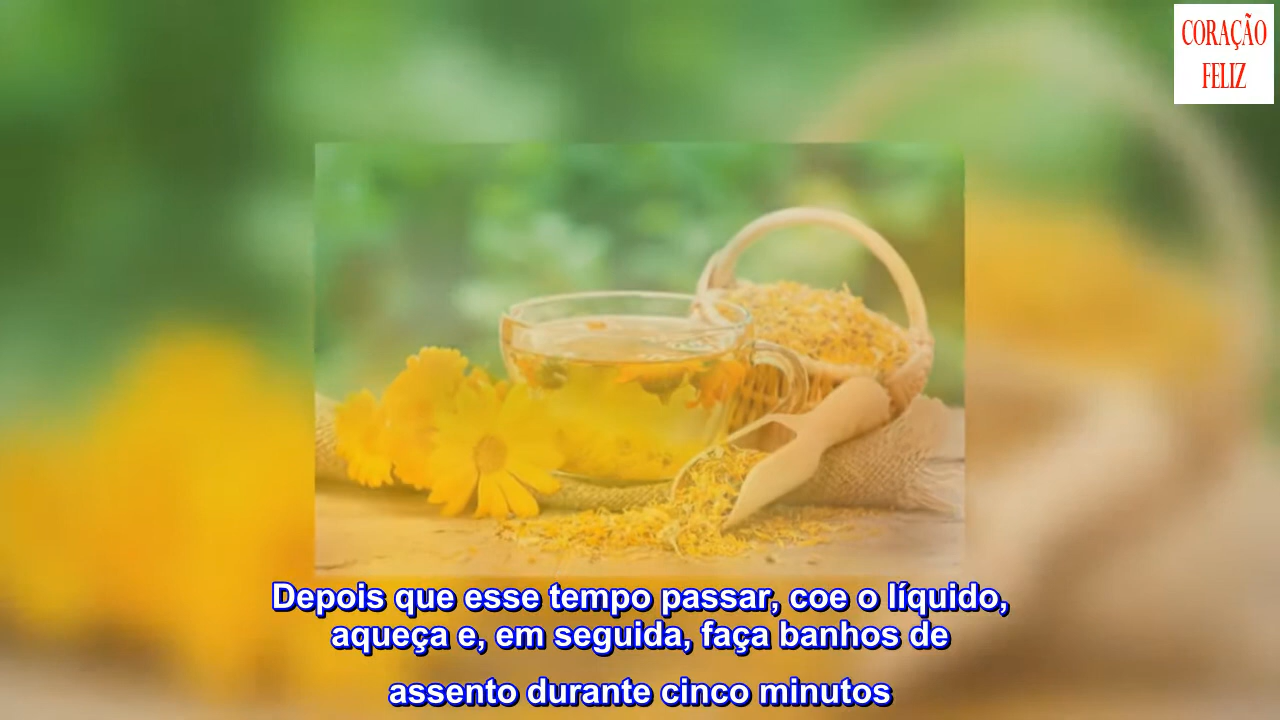 CORAÇÃO
FELIZ
Depois que esse tempo passar, coe o líquido,
aqueça e, em seguida, faça banhos de
assento durante cinco minutos